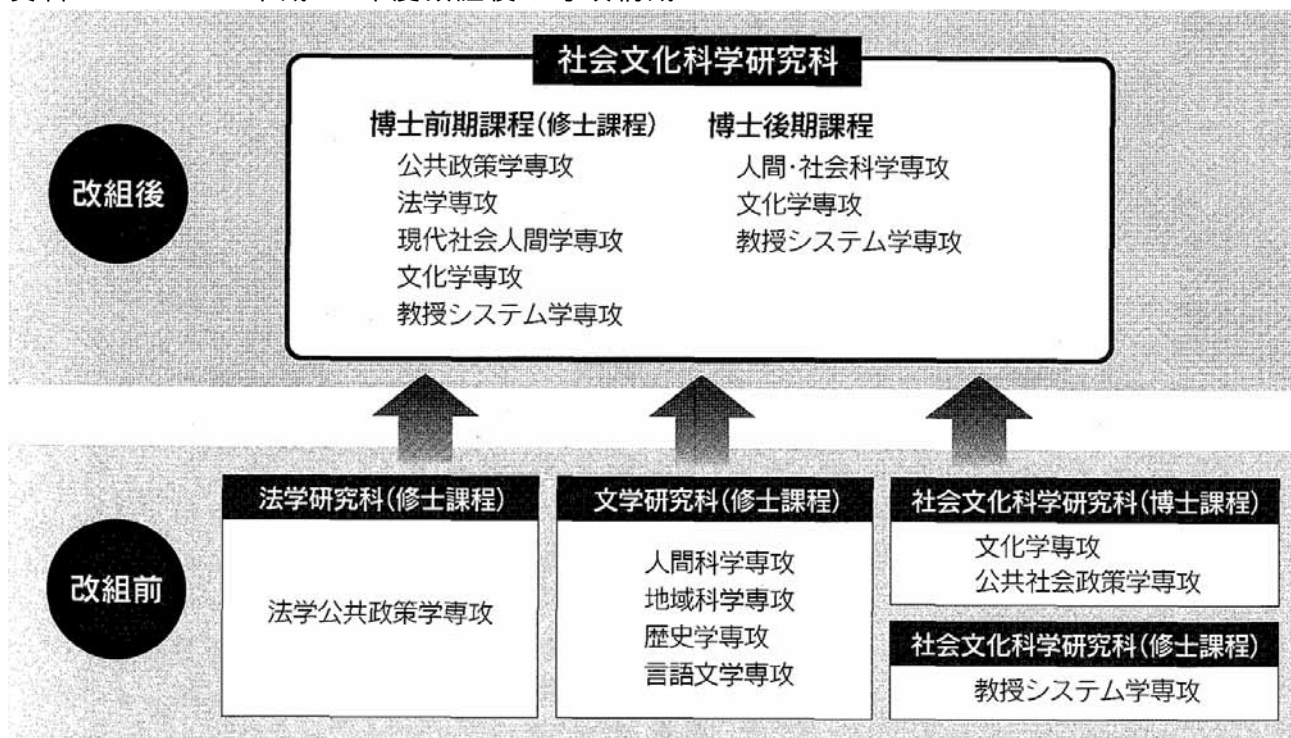 社会文化科学研究科
博士前期課程(修士課程)
公共政策学専攻
法学専攻
現代社会人間学専攻
文化学専攻
教授システム学専攻
博士後期課程
人間・社会科学専攻
文化学専攻
教授システム学専攻
改組後
法学研究科(修士課程)
法学公共政策学専攻
文学研究科(修士課程)
人間科学専攻
地域科学専攻
歴史学専攻
言語文学専攻
社会文化科学研究科(博士課程)
文化学専攻
公共社会政策学専攻
社会文化科学研究科(修士課程)
教授システム学専攻
改組前